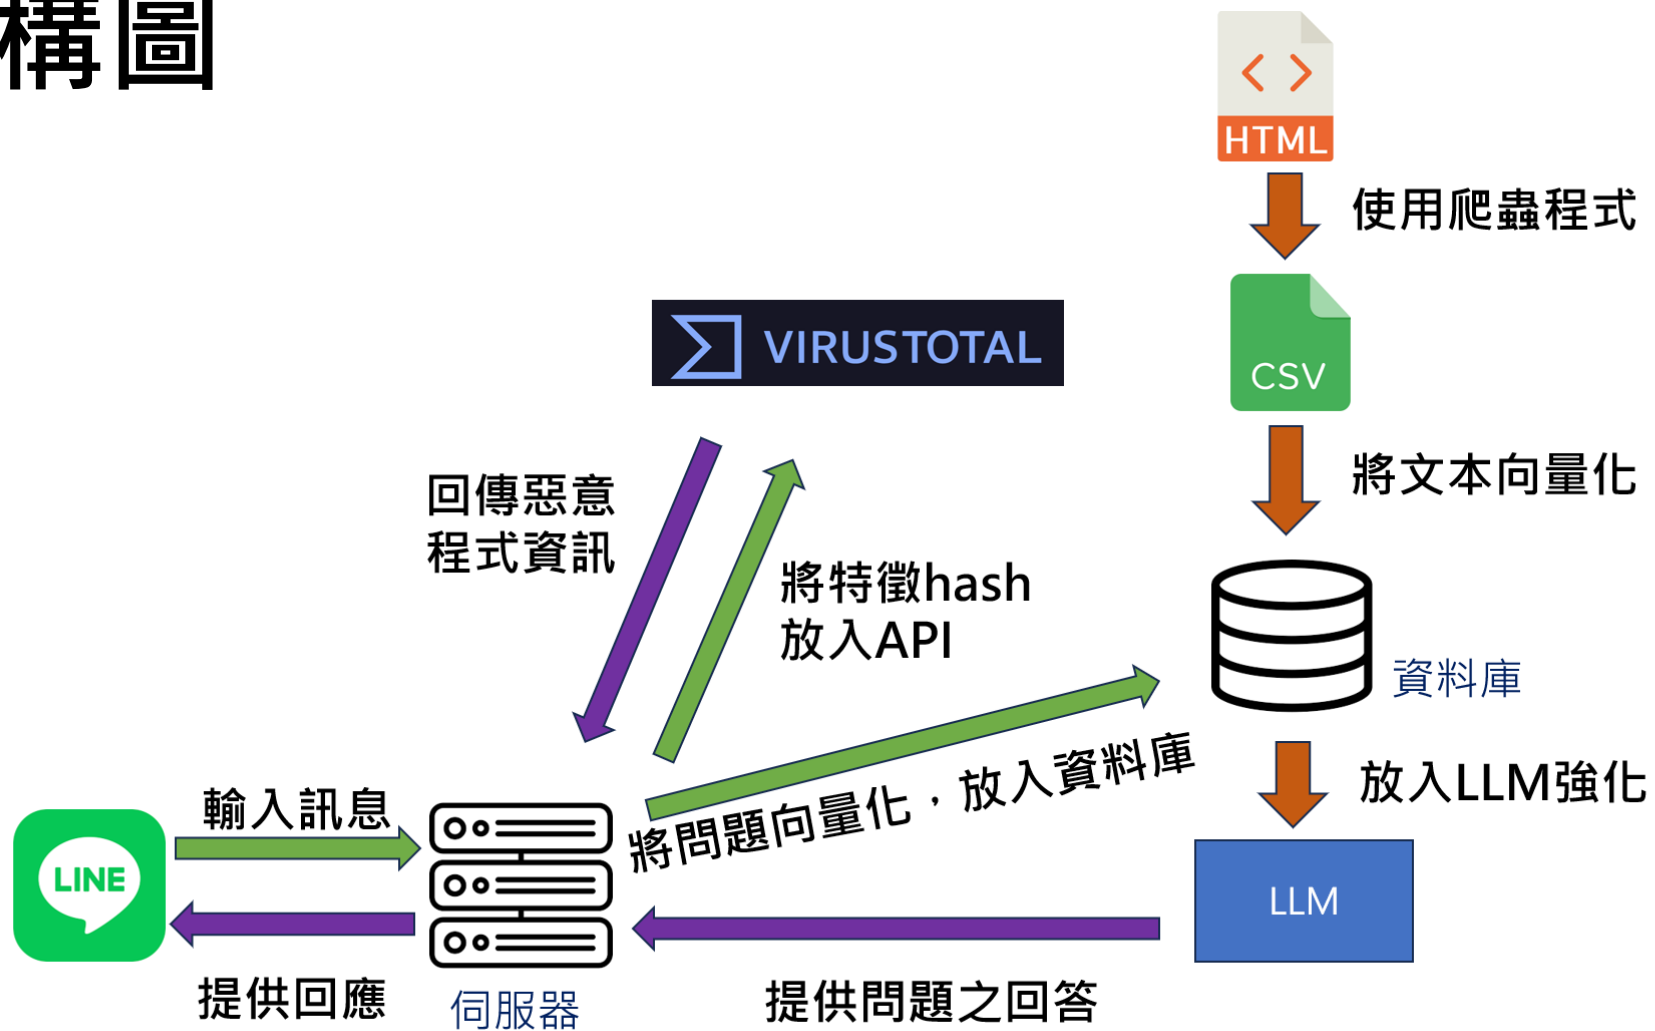 構圖
HTML
使用爬蟲程式
VIRUSTOTAL
CSV
將文本向量化
回傳惡意
程式資訊
將特徵hash
放入API
資料庫
將問題向量化，放入資料庫
放入LLM強化
輸入訊息
LINE
LLM
提供回應
伺服器
提供問題之回答